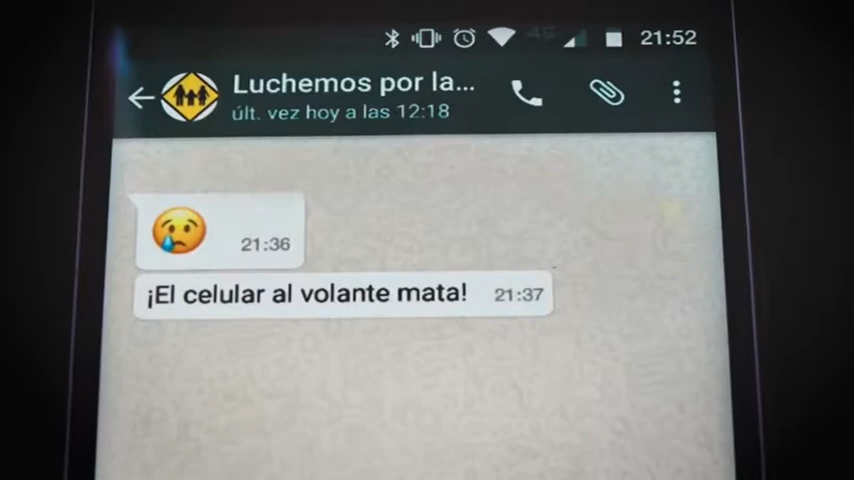 4G 21:52
Luchemos por la...
últ. vez hoy a las 12:18
21:36
¡El celular al volante mata! 21:37